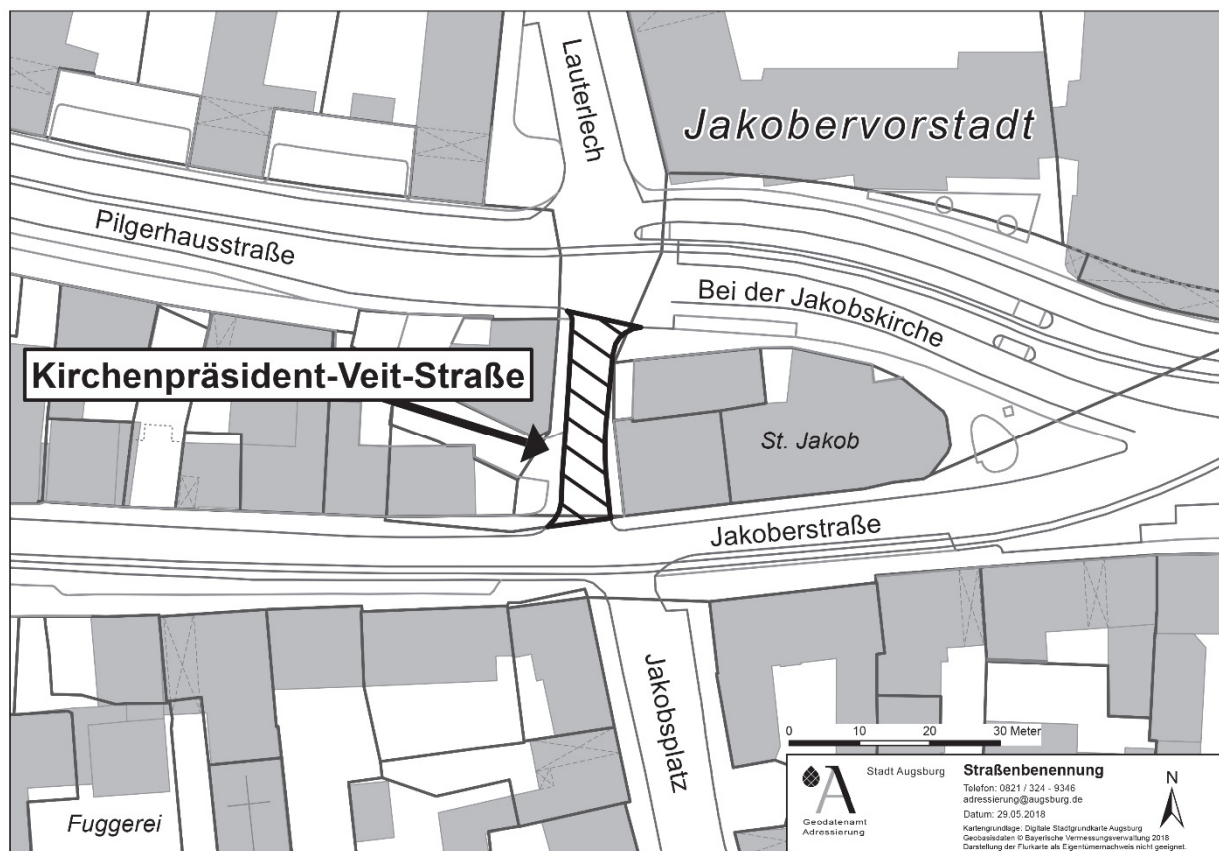 Lauterlech
Jakobervorstadt
Pilgerhausstraße
Bei der Jakobskirche
Kirchenpräsident-Veit-Straße
St. Jakob
Jakoberstraße
Jakobsplatz
Fuggerei
0 10 20 30 Meter
Stadt Augsburg
Geodatenamt
Adressierung
Straßenbenennung
Telefon: 0821 / 324 - 9346
adressierung@augsburg.de
Datum: 29.05.2018
Kartengrundlage: Digitale Stadtgrundkarte Augsburg
Geobasisdaten © Bayerische Vermessungsverwaltung 2018
Darstellung der Flurkarte als Eigentümernachweis nicht geeignet.
N